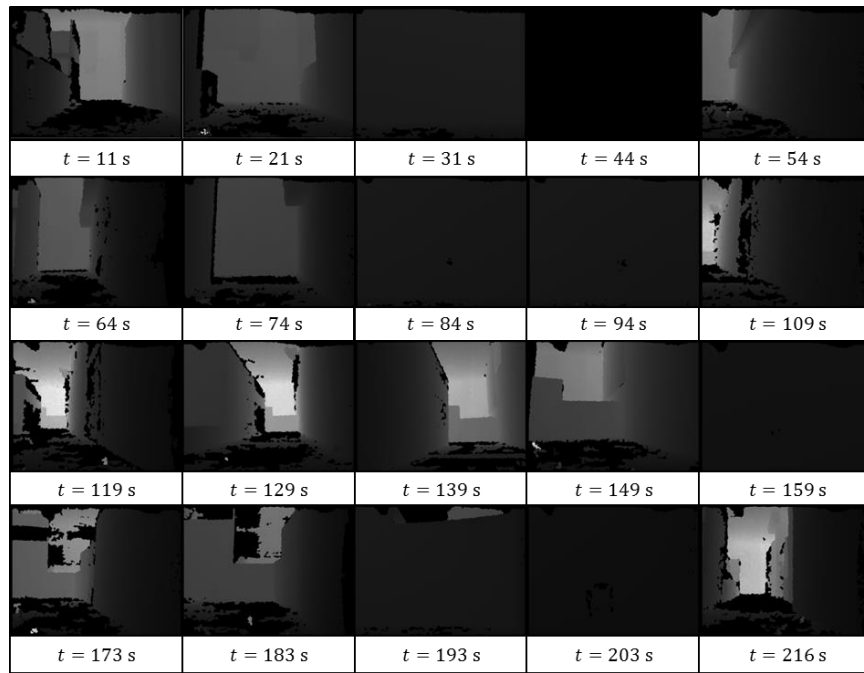 t = 11 s t = 21 s t = 31 s t = 44 s t = 54 s
t = 64 s t = 74 s t = 84 s t = 94 s t = 109 s
t = 119 s t = 129 s t = 139 s t = 149 s t = 159 s
t = 173 s t = 183 s t = 193 s t = 203 s t = 216 s